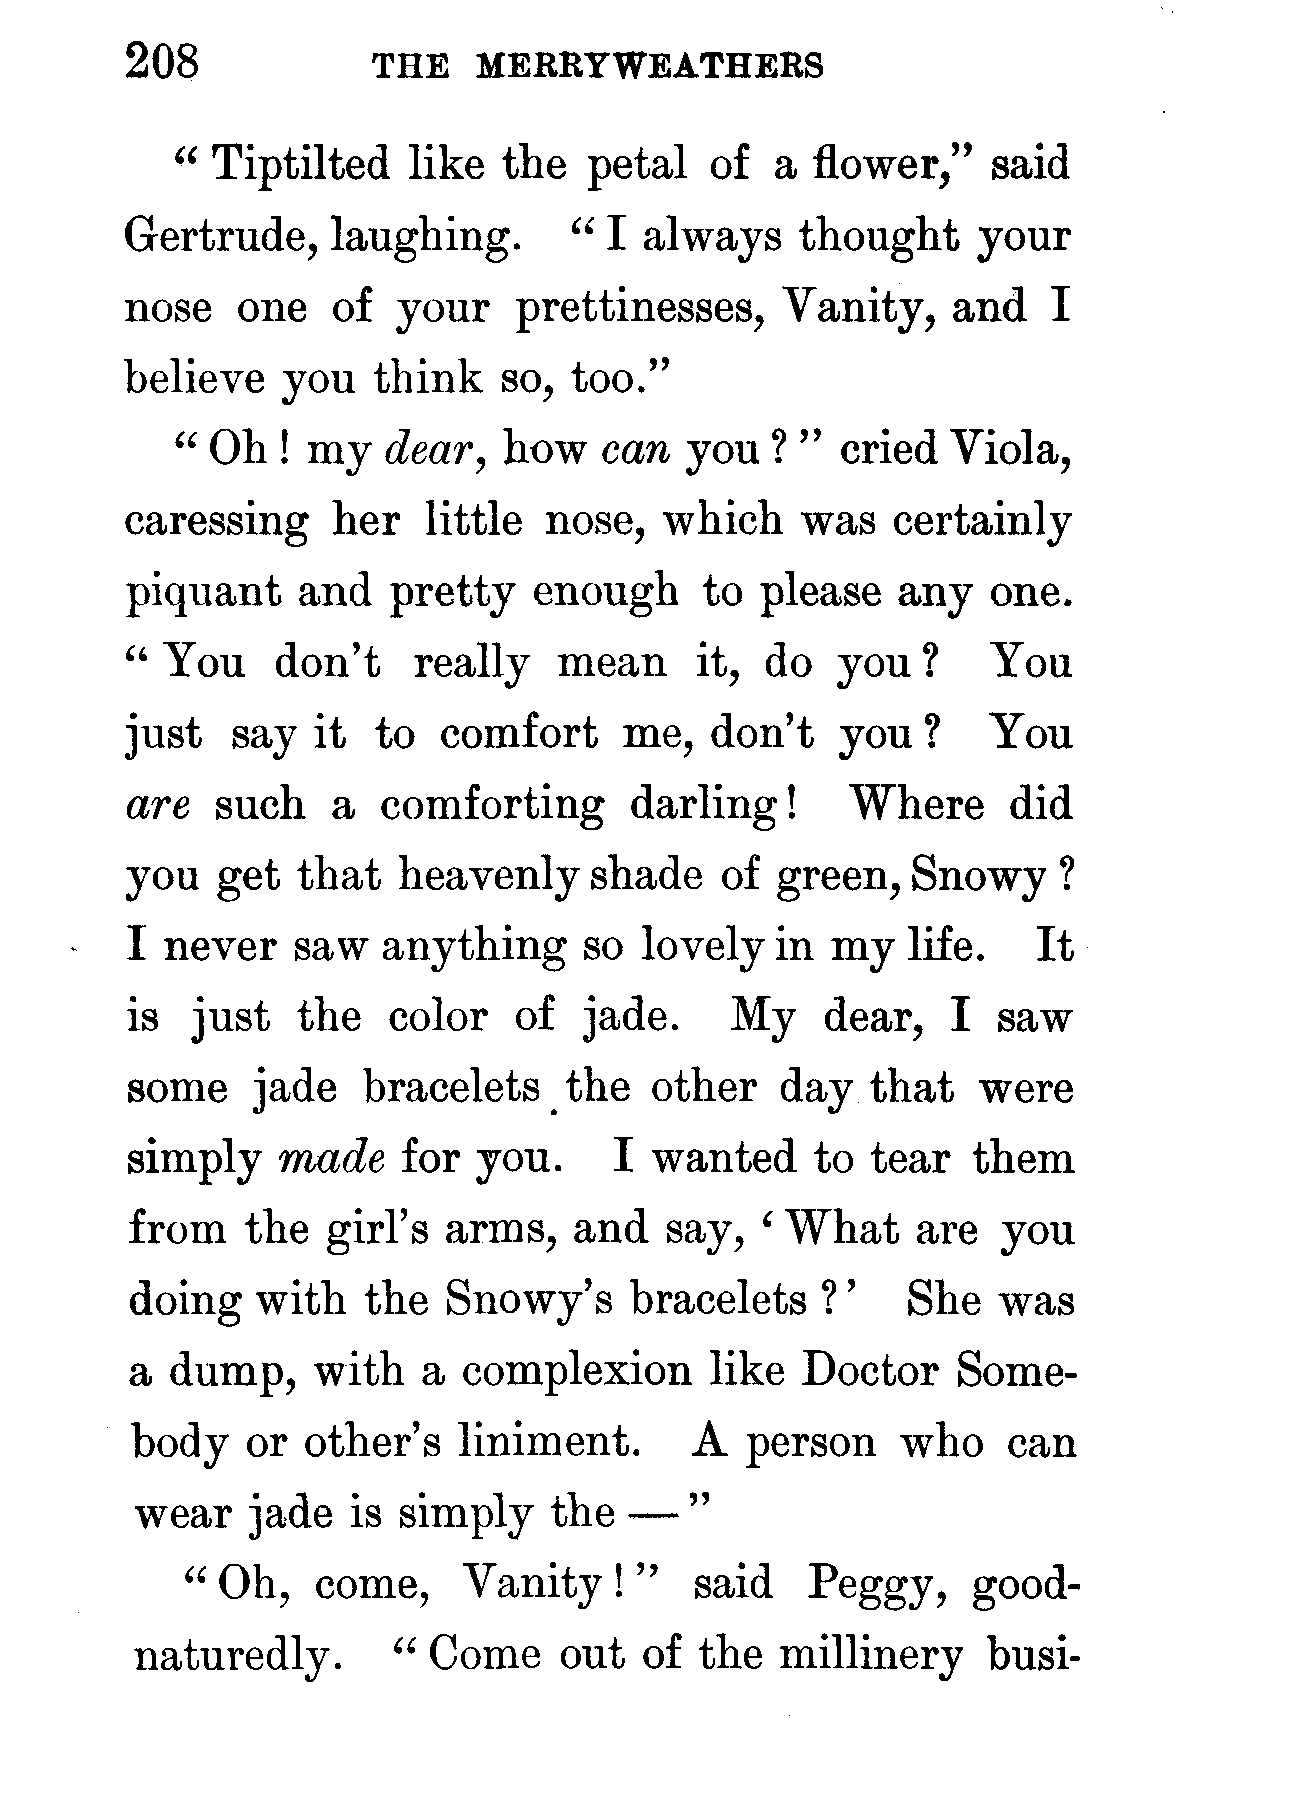 208 THE MERRYWEATHERS
“ Tiptilted like the petal of a flower,” said
Gertrude, laughing. “ I always thought your
nose one of your prettinesses, Vanity, and I
believe you think so, too.”
“ Oh ! my dear, how can you ? ” cried Viola,
caressing her little nose, which was certainly
piquant and pretty enough to please any one.
“ You don’t really mean it, do you ? You
just say it to comfort me, don’t you ? You
are such a comforting darling ! Where did
you get that heavenly shade of green, Snowy ?
I never saw anything so lovely in my life. It
is just the color of jade. My dear, I saw
some jade bracelets the other day that were
simply made for you. I wanted to tear them
from the girl’s arms, and say, ‘ What are you
doing with the Snowy’s bracelets ? ’ She was
a dump, with a complexion like Doctor Some-
body or other’s liniment. A person who can
wear jade is simply the — ”
“ Oh, come, Vanity ! ” said Peggy, good-
naturedly. “ Come out of the millinery busi-